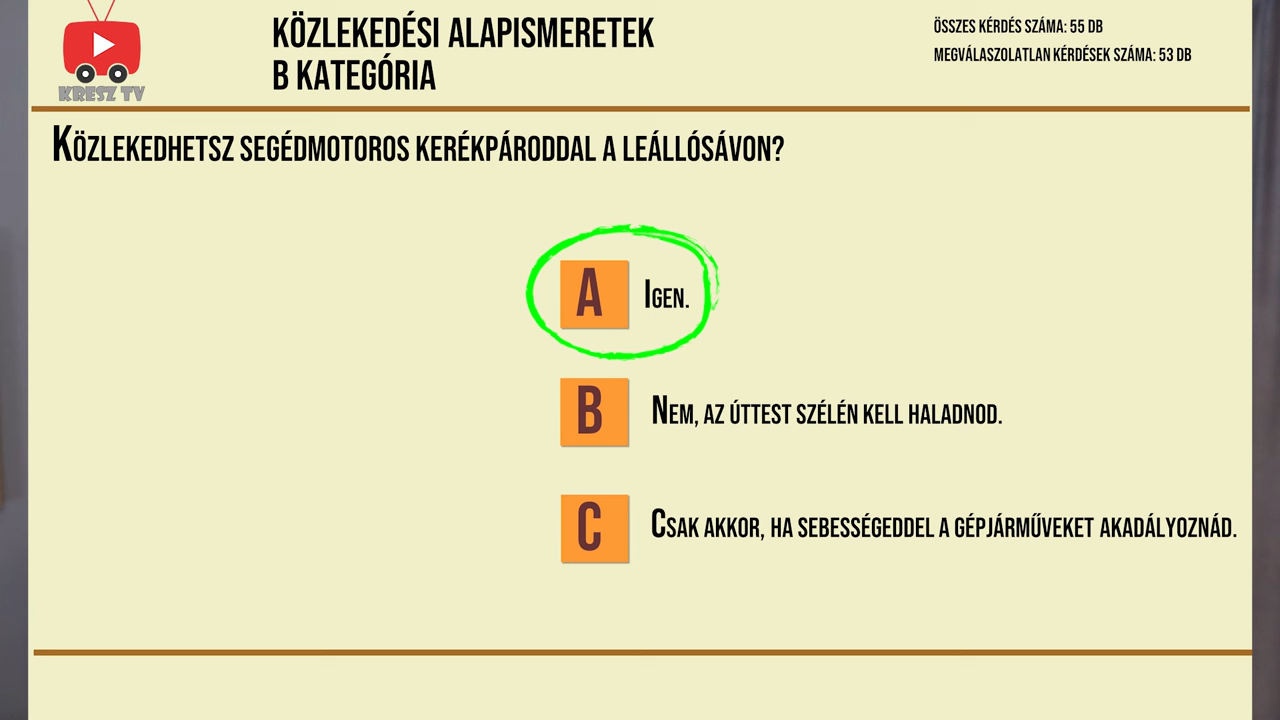 KRESZ TV
KÖZLEKEDÉSI ALAPISMERETEK
B KATEGÓRIA
ÖSSZES KÉRDÉS SZÁMA: 55 DB
MEGVÁLASZOLATLAN KÉRDÉSEK SZÁMA: 53 DB
KÖZLEKEDHETSZ SEGÉDMOTOROS KERÉKPÁRODDAL A LEÁLLÓSÁVON?
A IGEN.
B NEM, AZ ÚTTEST SZÉLÉN KELL HALADNOD.
C CSAK AKKOR, HA SEBESSÉGEDDEL A GÉPJÁRMŰVEKET AKADÁLYOZNÁD.